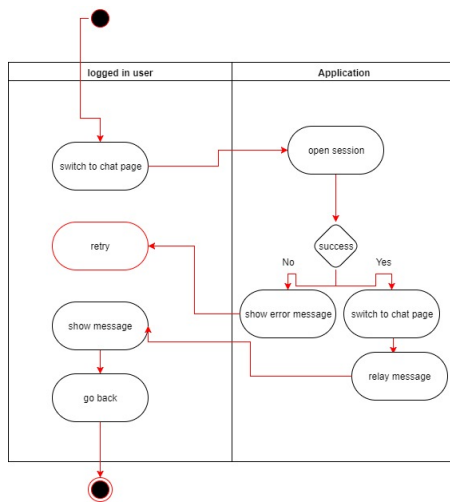 logged in user
Application
switch to chat page
open session
retry
success
No
Yes
show error message
switch to chat page
show message
relay message
go back